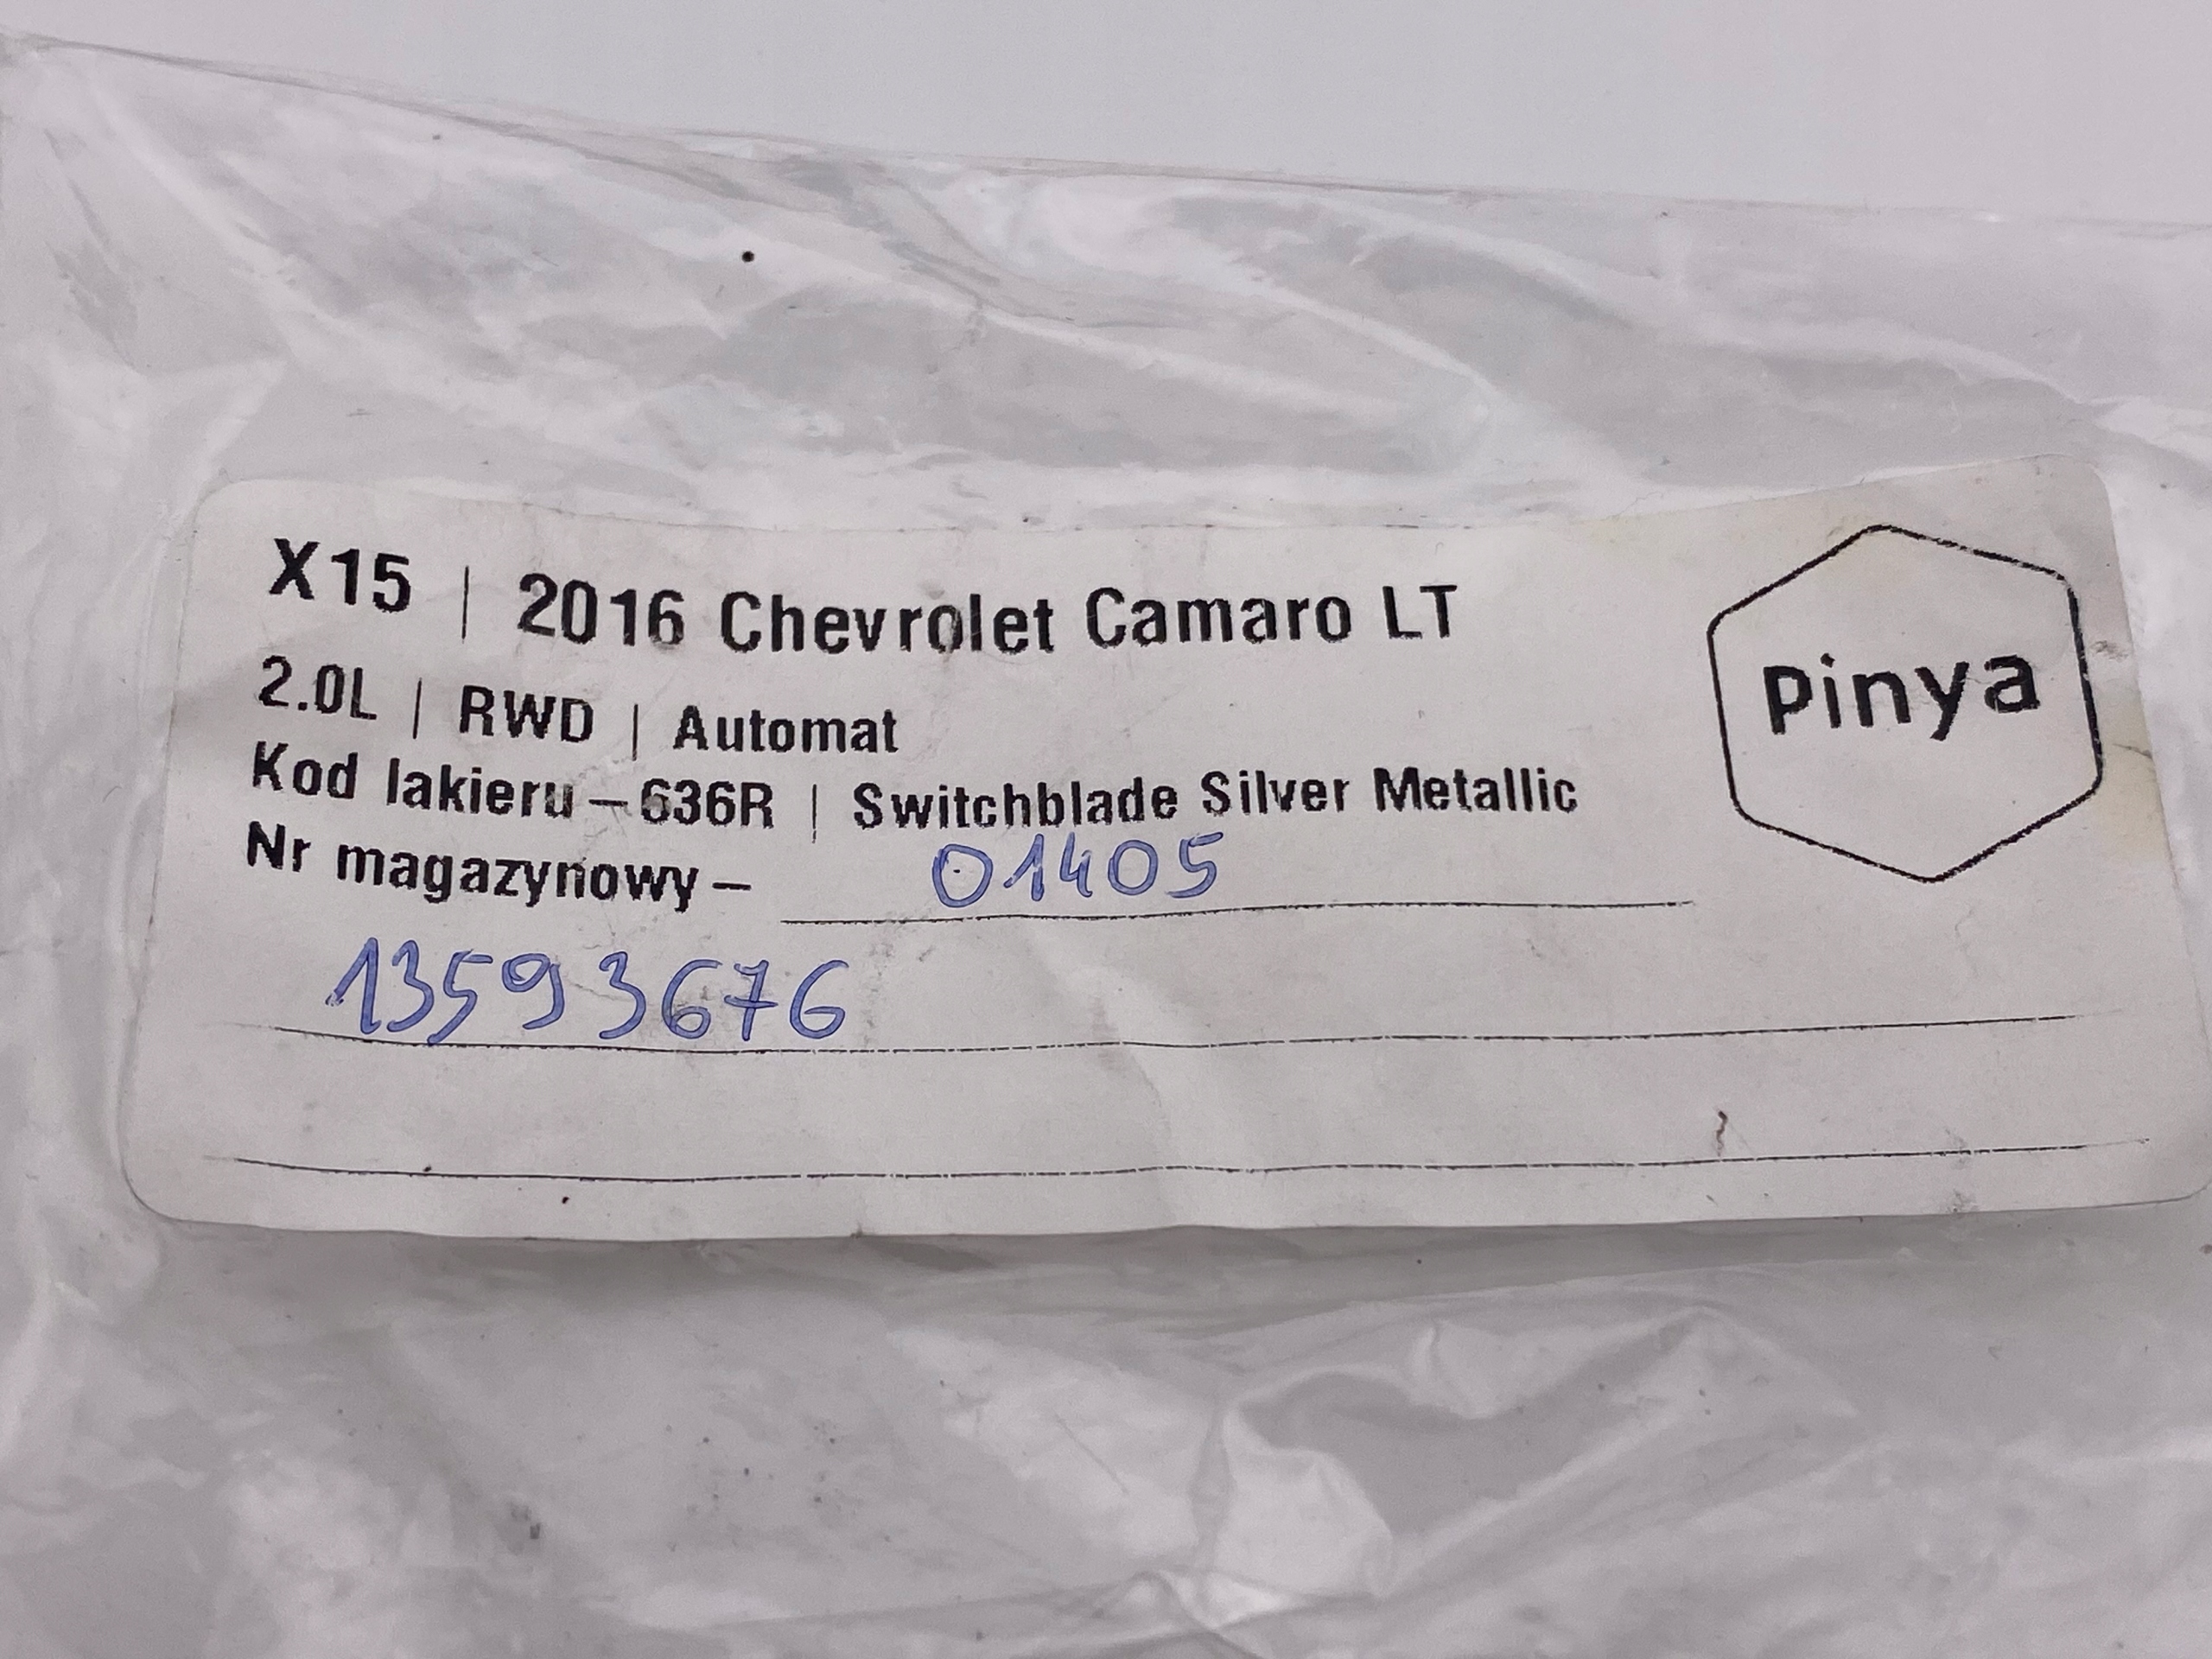 X15 | 2016 Chevrolet Camaro LT
2.0L | RWD | Automat
Kod lakieru – 636R | Switchblade Silver Metallic
Nr magazynowy – 01405
13593676
Pinya